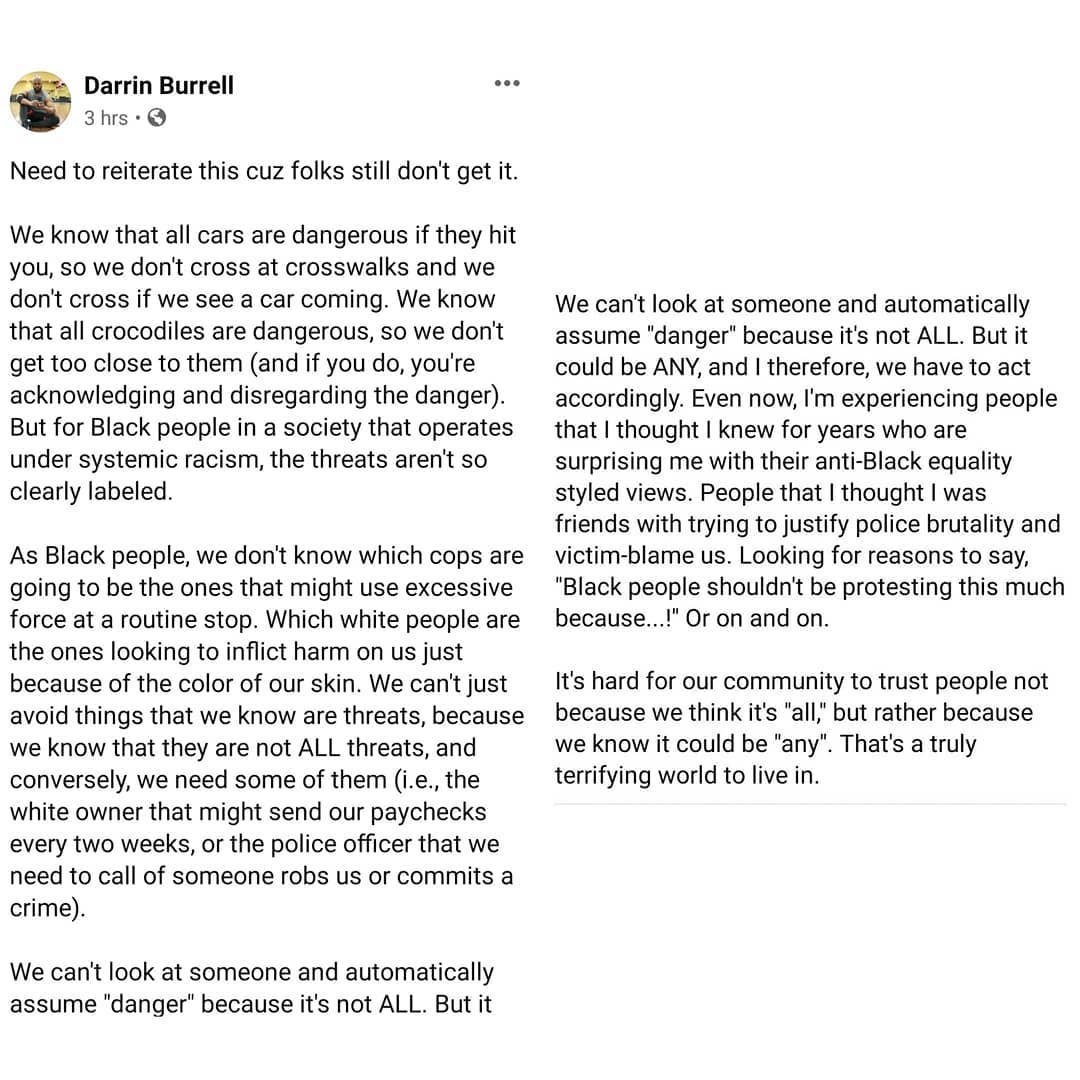 Darrin Burrell
3 hrs •
Need to reiterate this cuz folks still don't get it.
We know that all cars are dangerous if they hit
you, so we don't cross at crosswalks and we
don't cross if we see a car coming. We know
that all crocodiles are dangerous, so we don't
get too close to them (and if you do, you're
acknowledging and disregarding the danger).
But for Black people in a society that operates
under systemic racism, the threats aren't so
clearly labeled.
As Black people, we don't know which cops are
going to be the ones that might use excessive
force at a routine stop. Which white people are
the ones looking to inflict harm on us just
because of the color of our skin. We can't just
avoid things that we know are threats, because
we know that they are not ALL threats, and
conversely, we need some of them (i.e., the
white owner that might send our paychecks
every two weeks, or the police officer that we
need to call of someone robs us or commits a
crime).
We can't look at someone and automatically
assume "danger" because it's not ALL. But it
We can't look at someone and automatically
assume "danger" because it's not ALL. But it
could be ANY, and I therefore, we have to act
accordingly. Even now, I'm experiencing people
that I thought I knew for years who are
surprising me with their anti-Black equality
styled views. People that I thought I was
friends with trying to justify police brutality and
victim-blame us. Looking for reasons to say,
"Black people shouldn't be protesting this much
because...!" Or on and on.
It's hard for our community to trust people not
because we think it's "all," but rather because
we know it could be "any". That's a truly
terrifying world to live in.